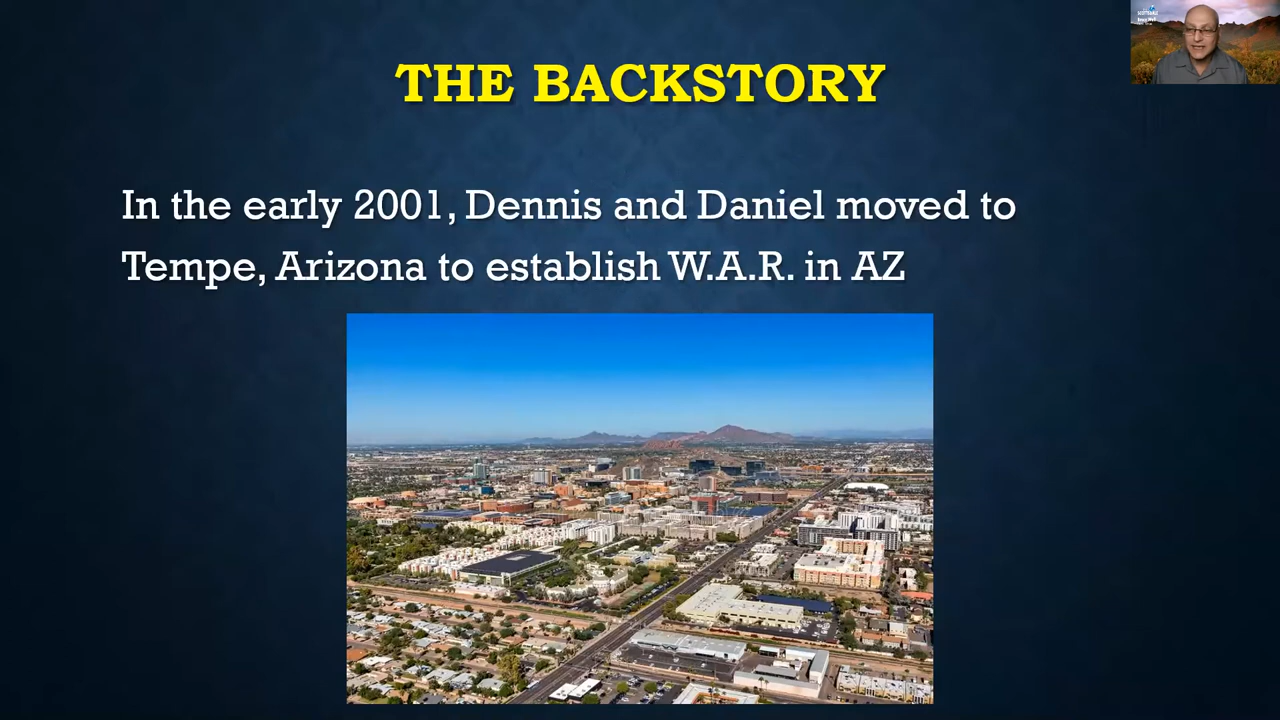 THE BACKSTORY
In the early 2001, Dennis and Daniel moved to
Tempe, Arizona to establish W.A.R. in AZ